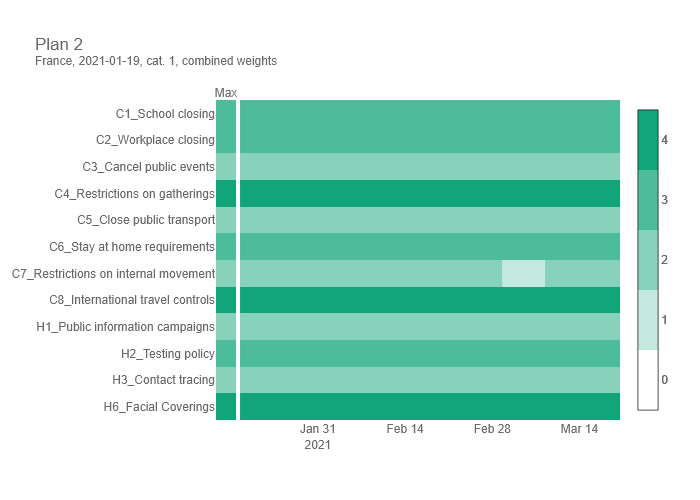 Plan 2
France, 2021-01-19, cat. 1, combined weights
Max
C1_School closing
C2_Workplace closing
C3_Cancel public events
C4_Restrictions on gatherings
C5_Close public transport
C6_Stay at home requirements
C7_Restrictions on internal movement
C8_International travel controls
H1_Public information campaigns
H2_Testing policy
H3_Contact tracing
H6_Facial Coverings
4
3
2
1
0
Jan 31 Feb 14 Feb 28 Mar 14
2021